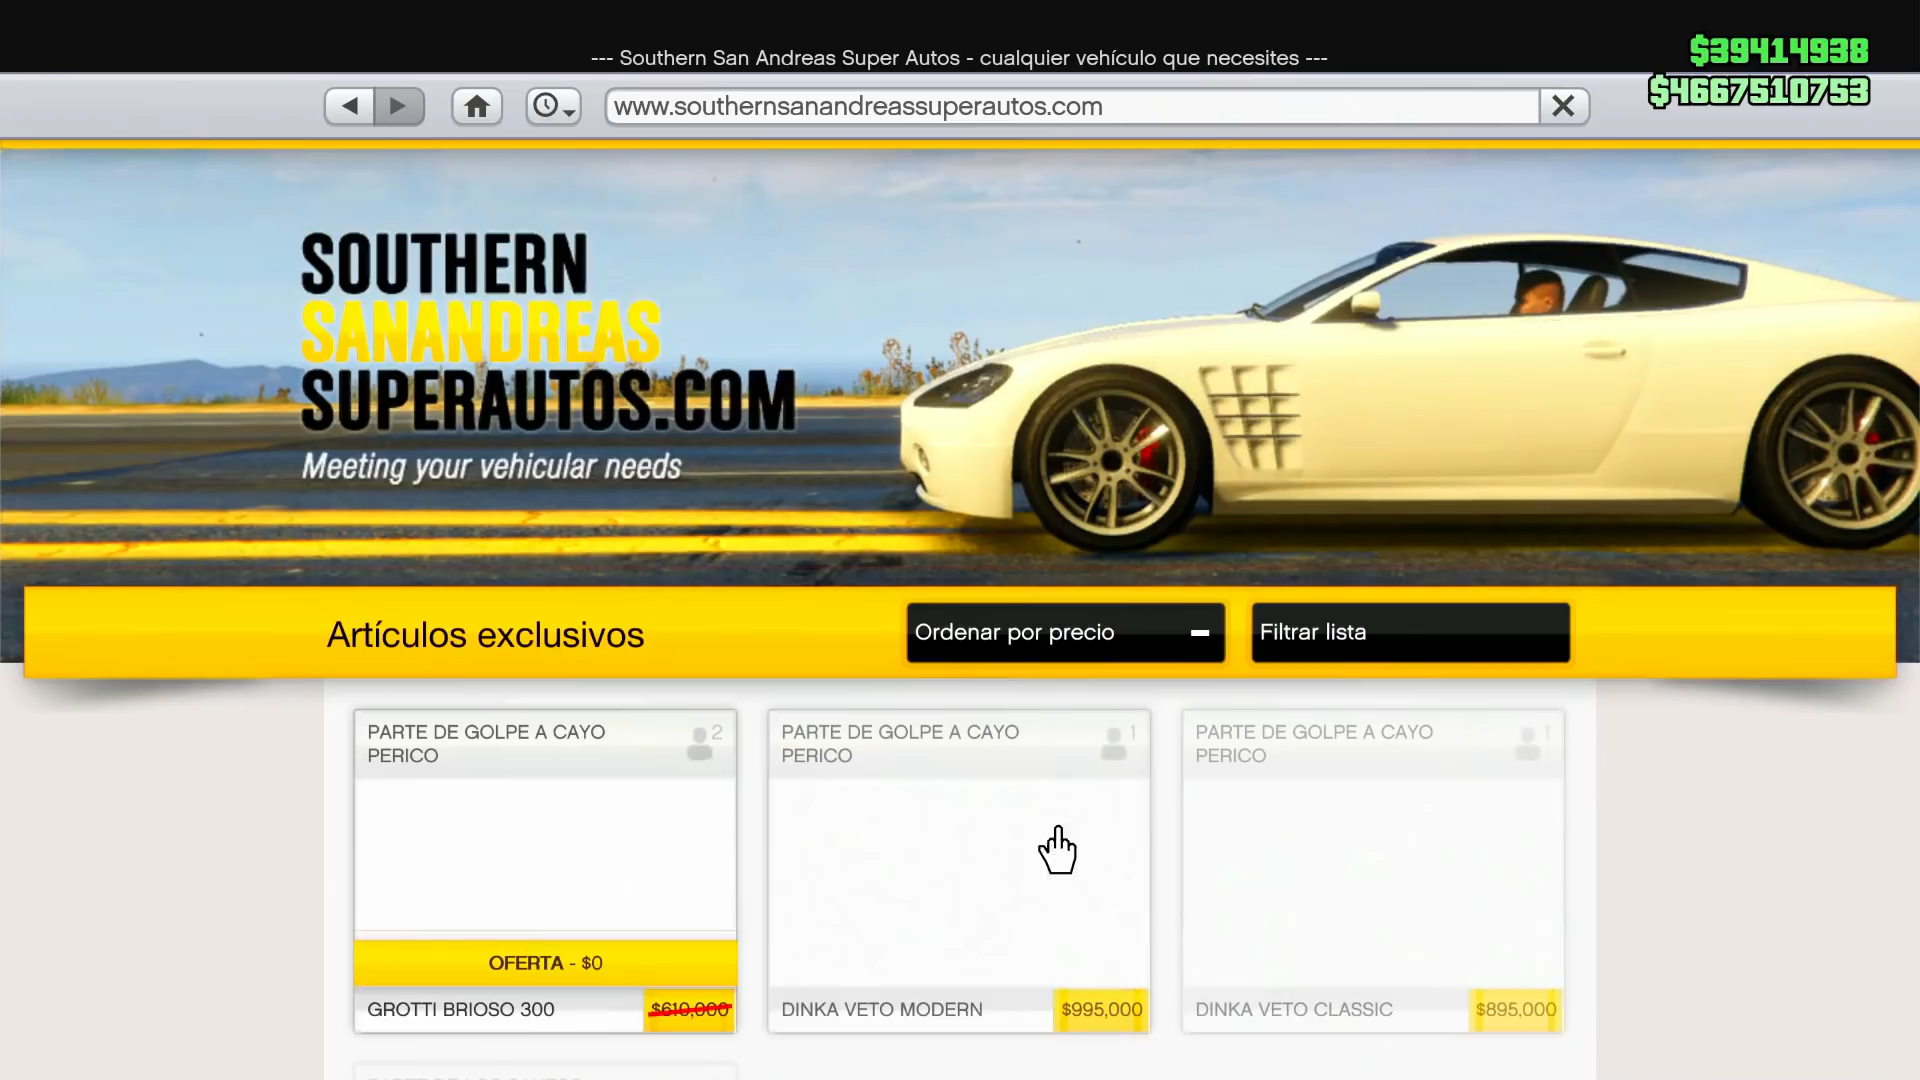 --- Southern San Andreas Super Autos - cualquier vehículo que necesites ---
$39414938
$4667510753
www.southernsanandreassuperautos.com
SOUTHERN
SANANDREAS
SUPERAUTOS.COM
Meeting your vehicular needs
Artículos exclusivos
Ordenar por precio
Filtrar lista
PARTE DE GOLPE A CAYO
PERICO
2
PARTE DE GOLPE A CAYO
PERICO
1
PARTE DE GOLPE A CAYO
PERICO
1
OFERTA - $0
GROTTI BRIOSO 300
$610,000
DINKA VETO MODERN
$995,000
DINKA VETO CLASSIC
$895,000